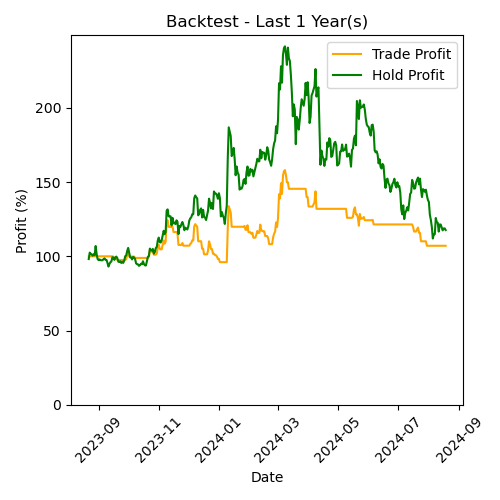 Backtest - Last 1 Year(s)
Trade Profit
Hold Profit
Profit (%)
200
150
100
50
0
2023-09
2023-11
2024-01
2024-03
2024-05
2024-07
2024-09
Date